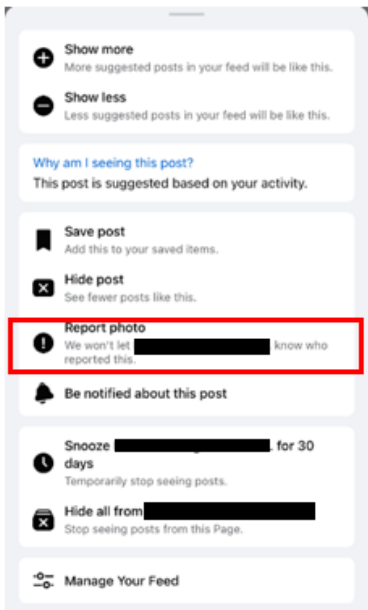 Show more
More suggested posts in your feed will be like this.
Show less
Less suggested posts in your feed will be like this.
Why am I seeing this post?
This post is suggested based on your activity.
Save post
Add this to your saved items.
Hide post
See fewer posts like this.
Report photo
We won't let know who
reported this.
Be notified about this post
Snooze . for 30
days
Temporarily stop seeing posts.
Hide all from
Stop seeing posts from this Page.
Manage Your Feed